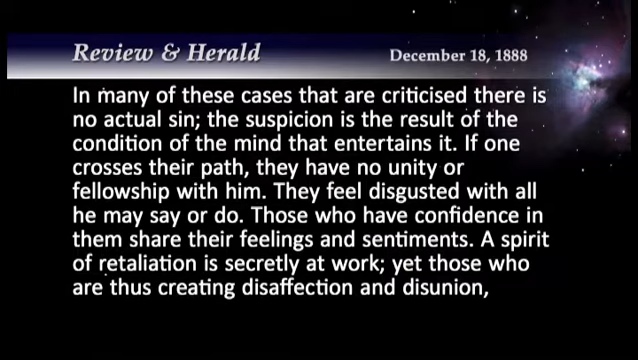 Review & Herald
December 18, 1888
In many of these cases that are criticised there is
no actual sin; the suspicion is the result of the
condition of the mind that entertains it. If one
crosses their path, they have no unity or
fellowship with him. They feel disgusted with all
he may say or do. Those who have confidence in
them share their feelings and sentiments. A spirit
of retaliation is secretly at work; yet those who
are thus creating disaffection and disunion,